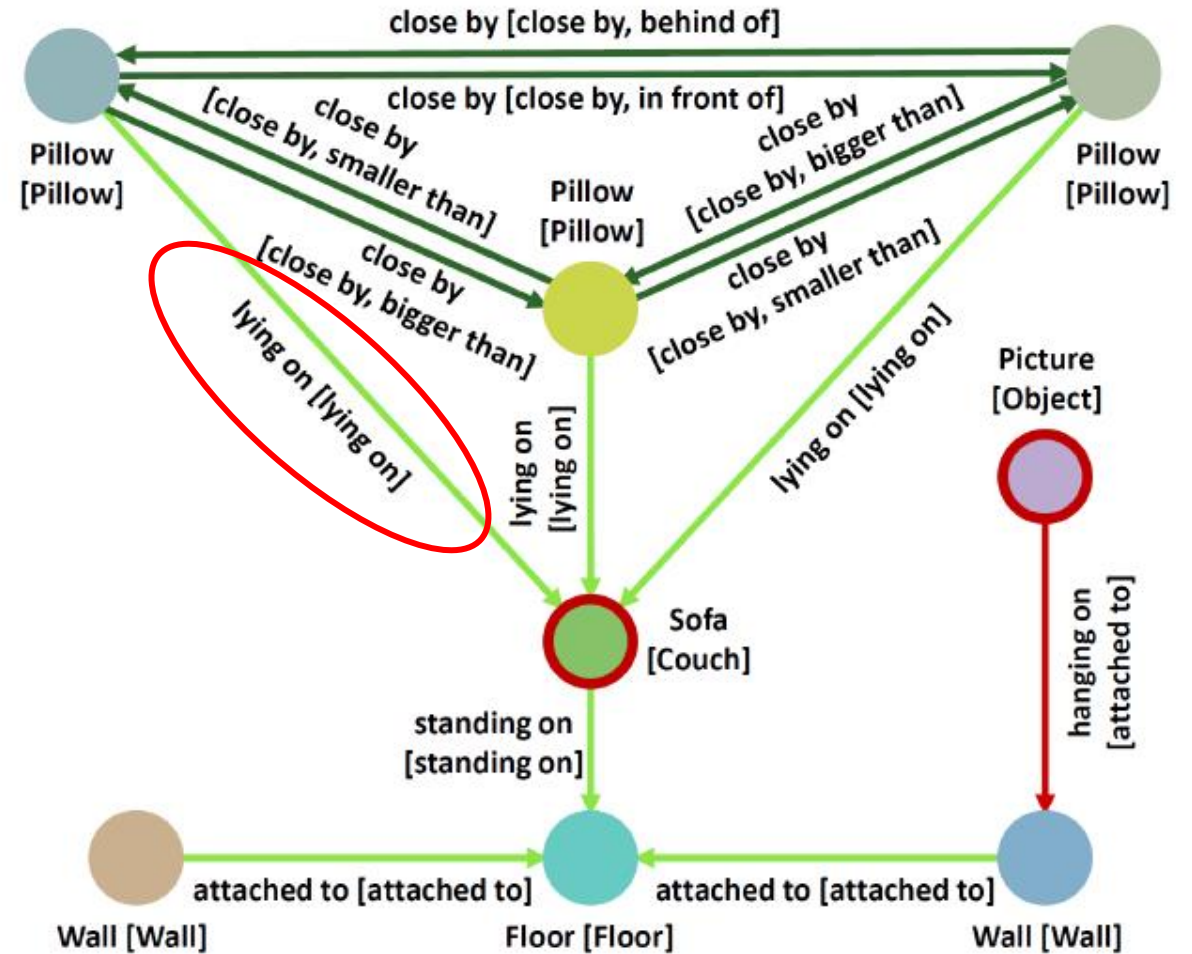 close by [close by, behind of]
close by [close by, in front of]
close by
[close by, smaller than]
close by
[close by, bigger than]
Pillow
[Pillow]
Pillow
[Pillow]
Pillow
[Pillow]
close by
[close by, bigger than]
close by
[close by, smaller than]
lying on [lying on]
lying on
[lying on]
lying on [lying on]
Picture
[Object]
Sofa
[Couch]
hanging on
[attached to]
standing on
[standing on]
attached to [attached to]
attached to [attached to]
Wall [Wall]
Floor [Floor]
Wall [Wall]